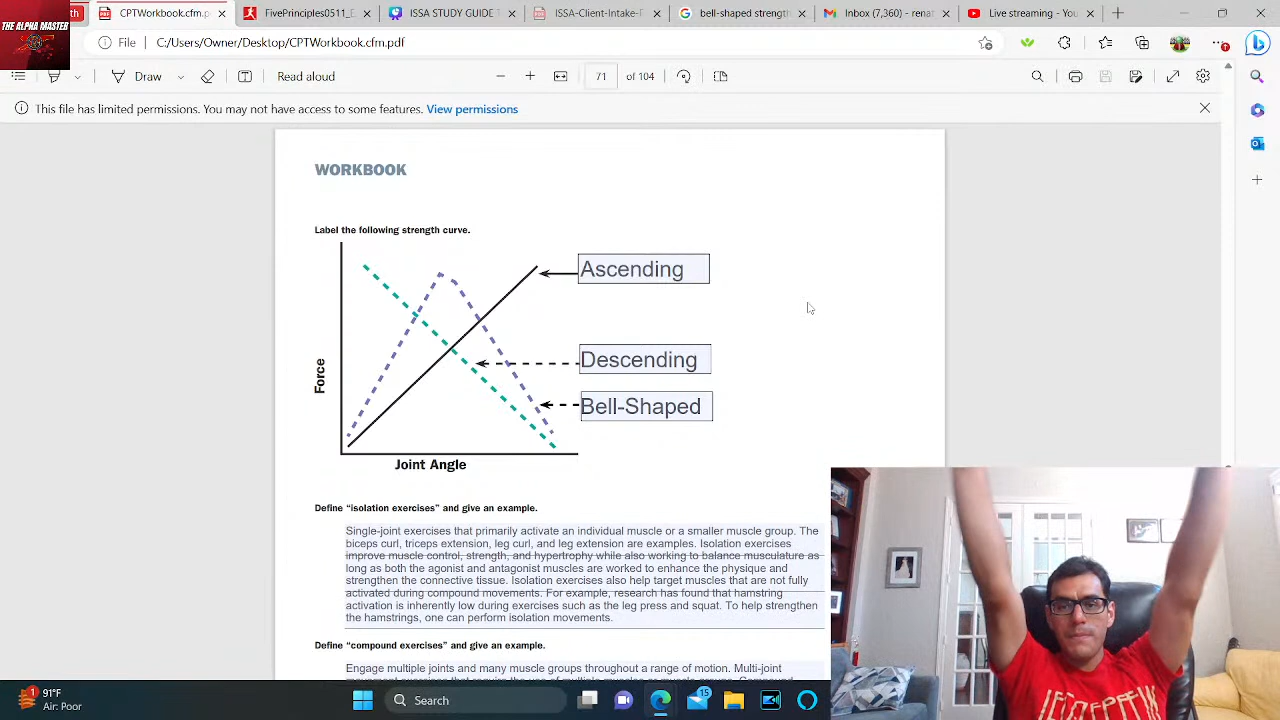 THE ALPHA MASTER
th
CPTWorkbook.cfm.pdf
FivePrinciples0511_E
ISSA STUDY GUIDE
ISSA-Client-Intake-F
bell-shaped strength
Inbox (7,360) - renan
Live streaming - You
File C:/Users/Owner/Desktop/CPTWorkbook.cfm.pdf
Draw
Read aloud
71 of 104
This file has limited permissions. You may not have access to some features. View permissions
WORKBOOK
Label the following strength curve.
Ascending
Descending
Bell-Shaped
Force
Joint Angle
Define “isolation exercises” and give an example.
Single-joint exercises that primarily activate an individual muscle or a smaller muscle group. The
biceps curl, triceps extension, leg curl, and leg extension are examples. Isolation exercises
improve muscle control, strength, and hypertrophy while also working to balance musculature as
long as both the agonist and antagonist muscles are worked to enhance the physique and
strengthen the connective tissue. Isolation exercises also help target muscles that are not fully
activated during compound movements. For example, research has found that hamstring
activation is inherently low during exercises such as the leg press and squat. To help strengthen
the hamstrings, one can perform isolation movements.
Define “compound exercises” and give an example.
Engage multiple joints and many muscle groups throughout a range of motion. Multi-joint
1
91°F
Air: Poor
Search
15